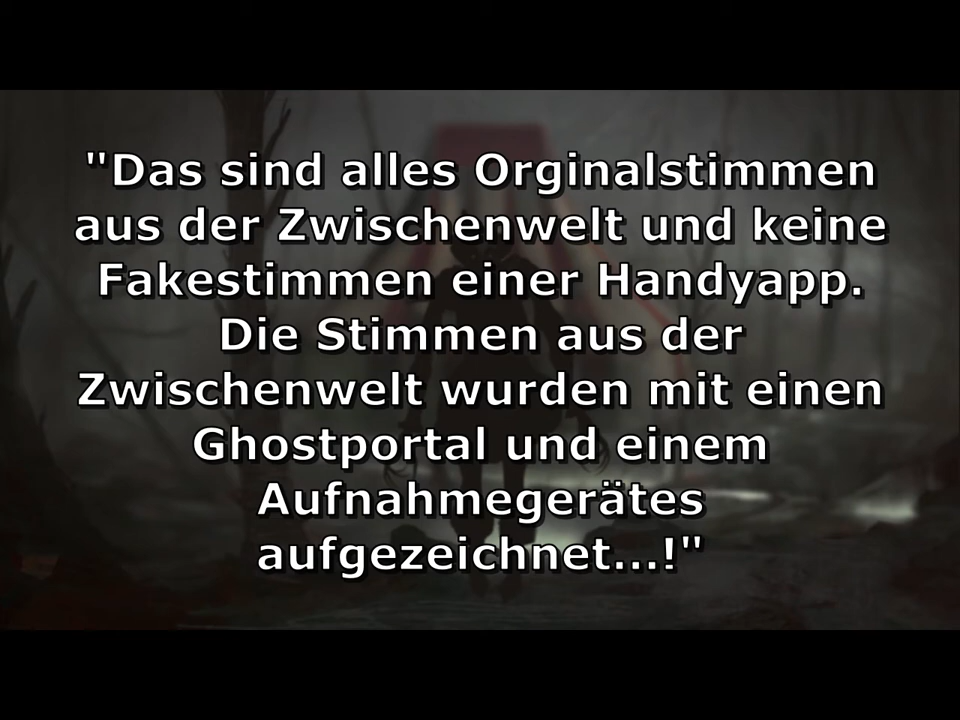 "Das sind alles Orginalstimmen
aus der Zwischenwelt und keine
Fakestimmen einer Handyapp.
Die Stimmen aus der
Zwischenwelt wurden mit einen
Ghostportal und einem
Aufnahmegerätes
aufgezeichnet...!"